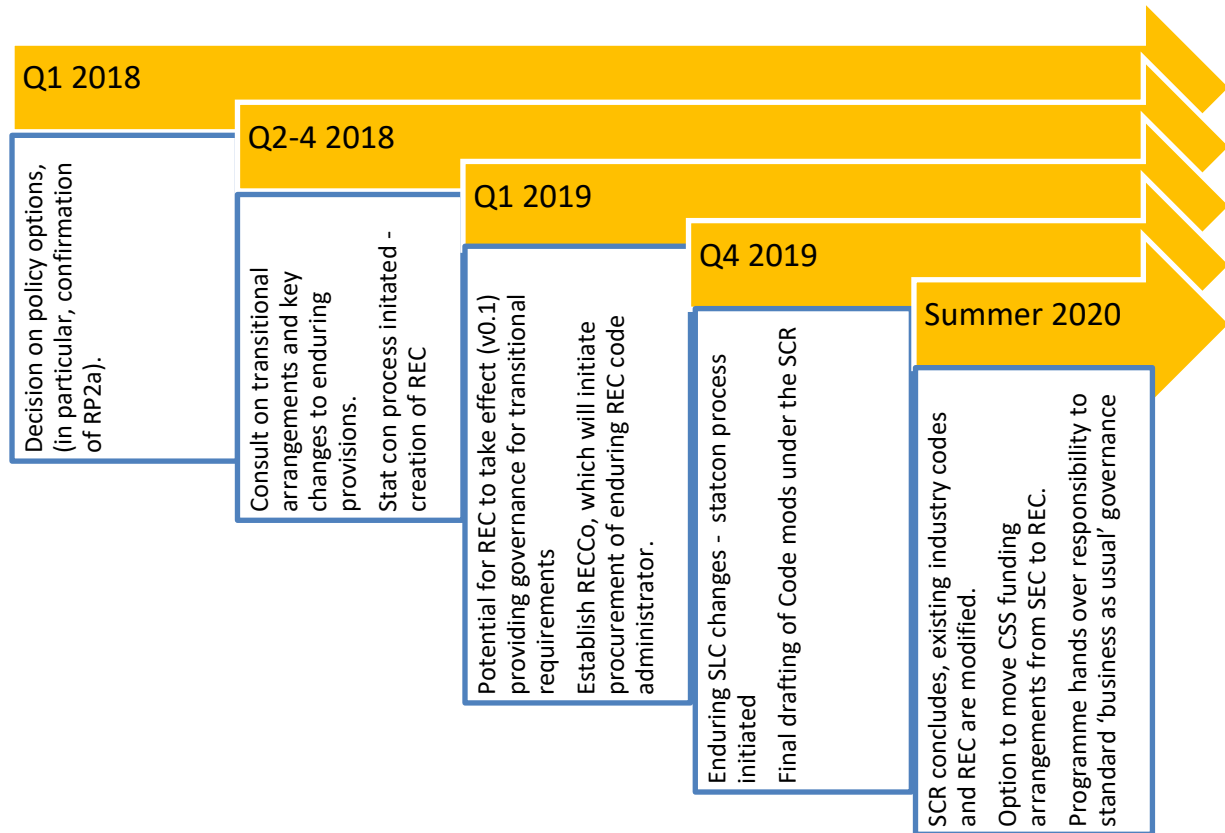 Q1 2018
Decision on policy options,
(in particular, confirmation
of RP2a).
Q2-4 2018
Consult on transitional
arrangements and key
changes to enduring
provisions.
Stat con process initated -
creation of REC
Q1 2019
Potential for REC to take effect (v0.1)
providing governance for transitional
requirements
Establish RECCo, which will initiate
procurement of enduring REC code
administrator.
Q4 2019
Enduring SLC changes -  statcon process
initiated
Final drafting of Code mods under the SCR
Summer 2020
SCR concludes, existing industry codes
and REC are modified.
Option to move CSS funding
arrangements from SEC to REC.
Programme hands over responsibility to
standard ‘business as usual’ governance